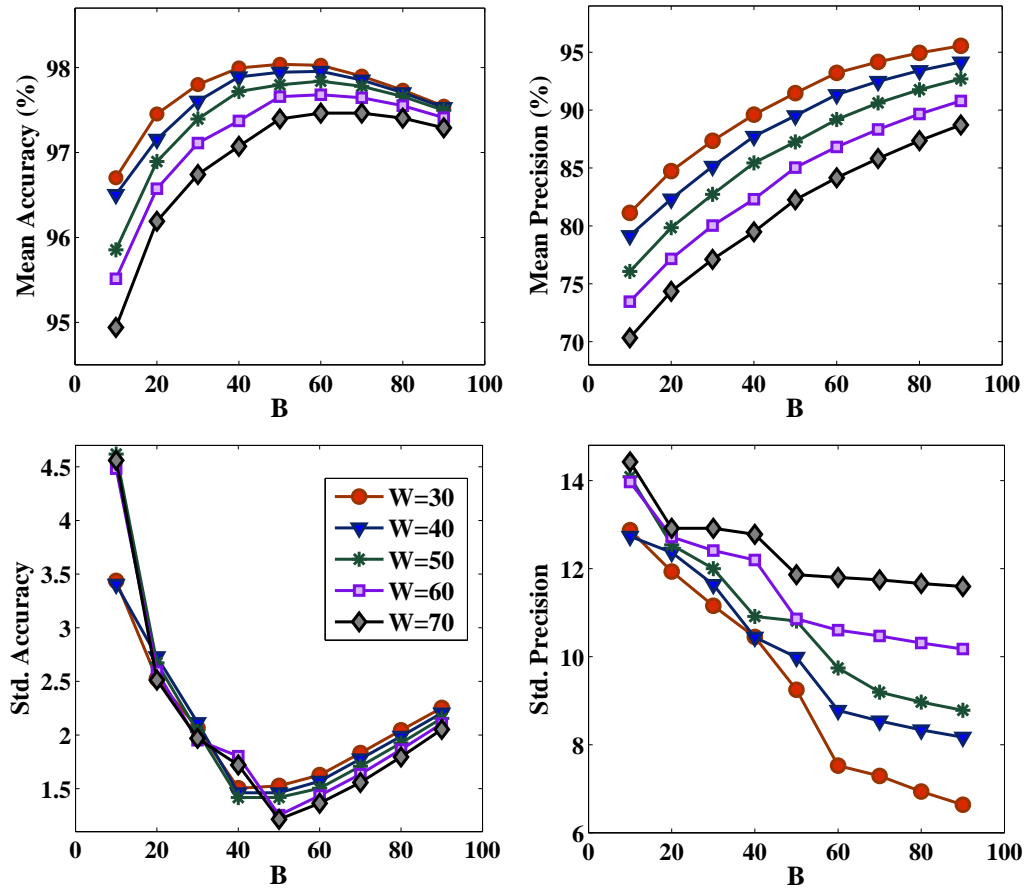 Mean Accuracy (%)
98
97
96
95
0 20 40 60 80 100
B
Mean Precision (%)
95
90
85
80
75
70
0 20 40 60 80 100
B
Std. Accuracy
4.5
4
3.5
3
2.5
2
1.5
0 20 40 60 80 100
B
W=30
W=40
W=50
W=60
W=70
Std. Precision
14
12
10
8
6
0 20 40 60 80 100
B